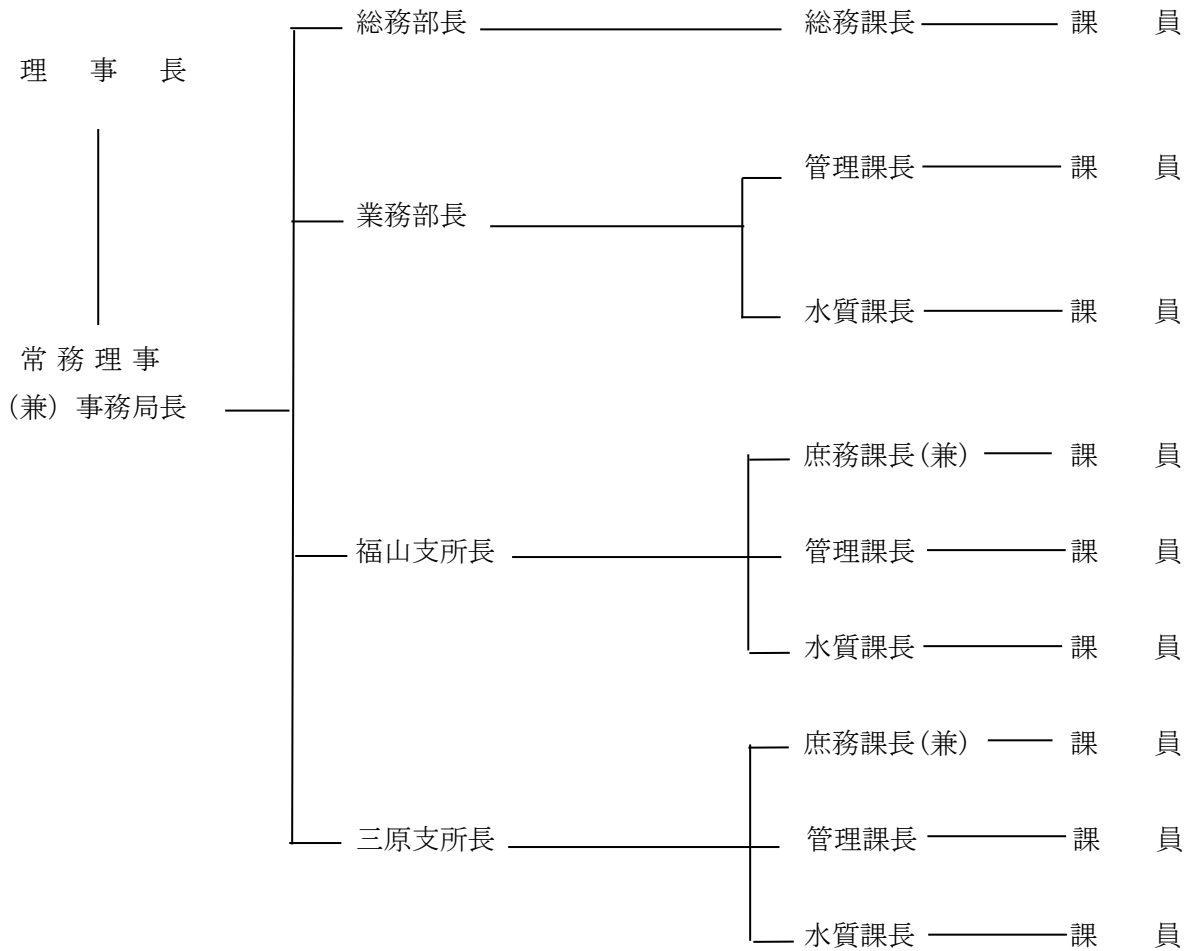 総務部長 総務課長 課 員
理 事 長
管理課長 課 員
業務部長
水質課長 課 員
常務理事
(兼) 事務局長
庶務課長(兼) 課 員
福山支所長 管理課長 課 員
水質課長 課 員
庶務課長(兼) 課 員
三原支所長 管理課長 課 員
水質課長 課 員